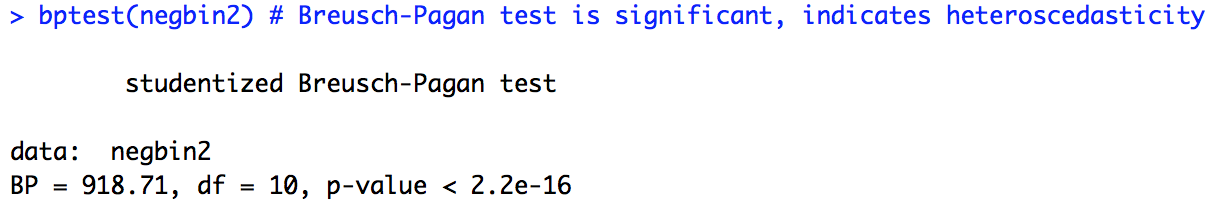 > bptest(negbin2) # Breusch-Pagan test is significant, indicates heteroscedasticity
studentized Breusch-Pagan test
data:  negbin2
BP = 918.71, df = 10, p-value < 2.2e-16